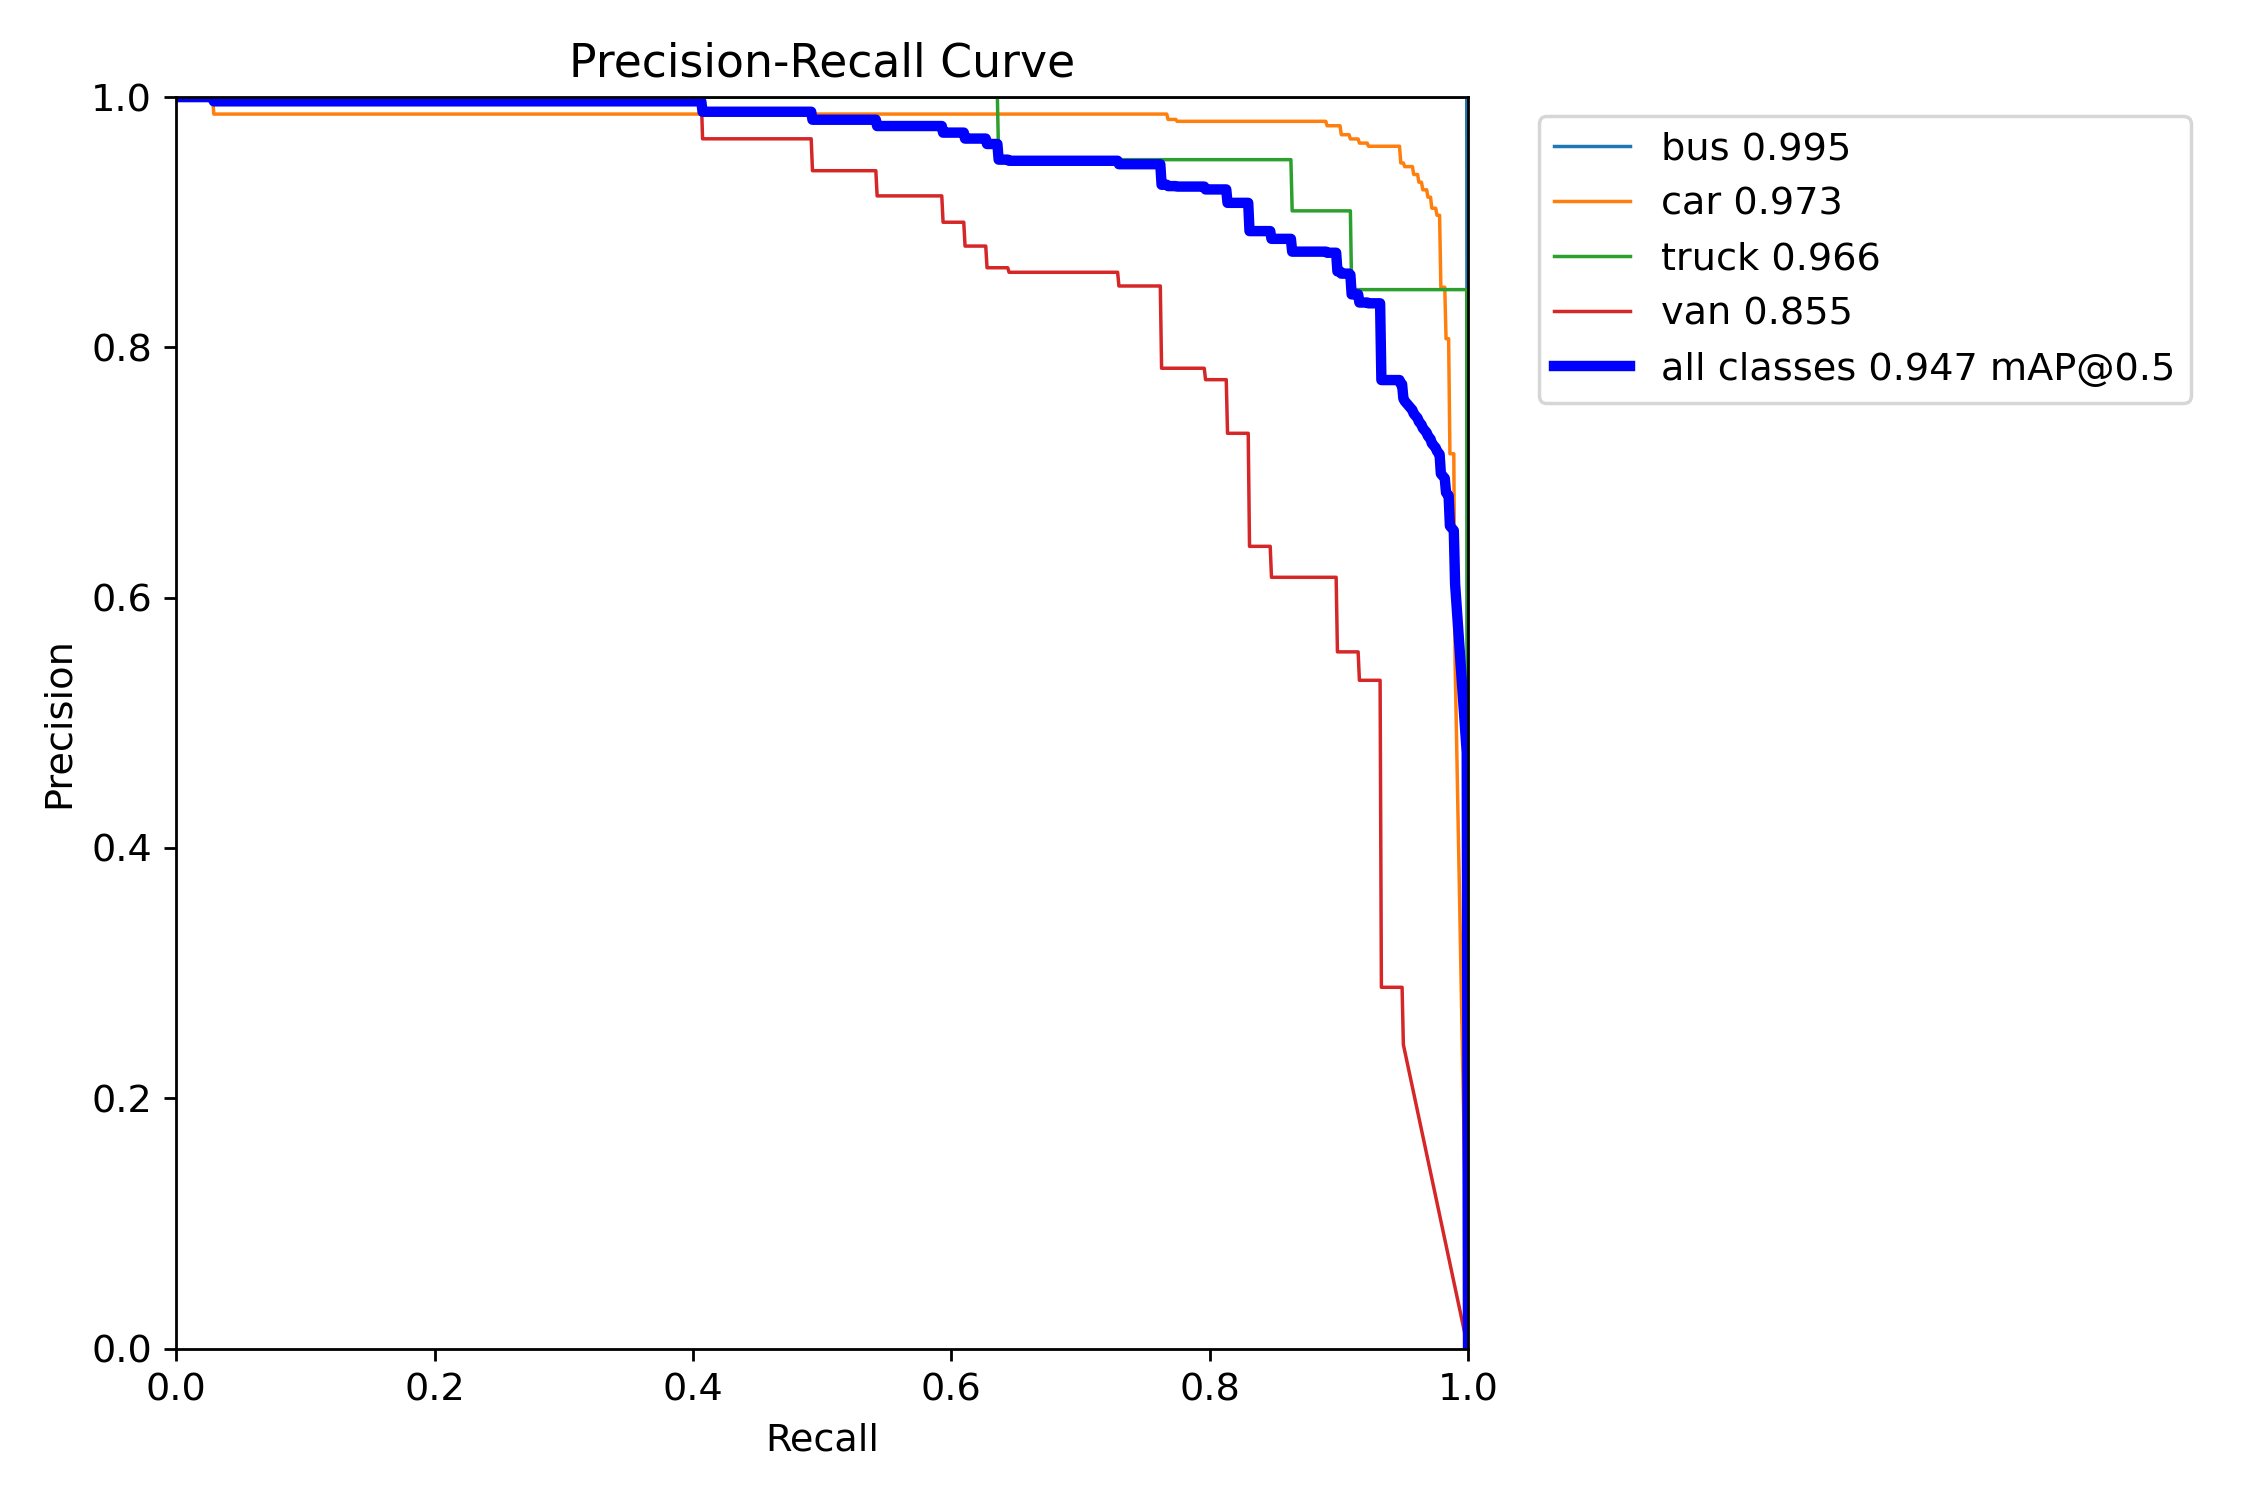 Precision-Recall Curve
1.0
0.8
0.6
0.4
0.2
0.0
Precision
0.0 0.2 0.4 0.6 0.8 1.0
Recall
bus 0.995
car 0.973
truck 0.966
van 0.855
all classes 0.947 mAP@0.5